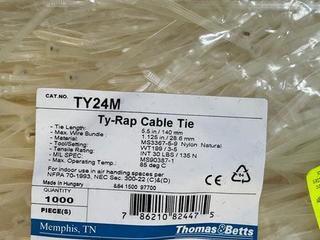 CAT.NO. TY24M
Ty-Rap Cable Tie
- Tie Length: 5.5 in / 140 mm
- Max. Wire Bundle 1.125 in / 28.6 mm
- Material: MS3367-5-9 Nylon Natural
- Tool/Setting: WT199 / 3-5
- Tensile Rating: INT 30 LBS / 135 N
- MIL SPEC: MS90387-1
- Max. Operating Temp.: 85 deg C
For indoor use in air handling spaces per
NFPA 70-1993, NEC Sec. 300-22 (C)&(D)
Made in Hungary
&64 1500 97700
QUANTITY
1000
PIECE(S)
7 86210 82447 5
Memphis, TN
Thomas&Betts